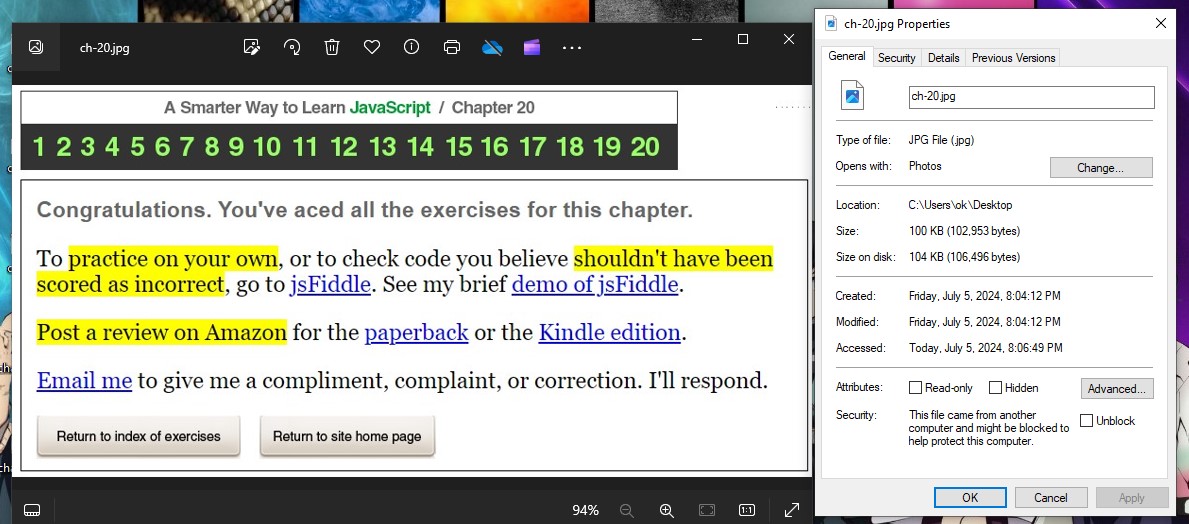 ch-20.jpg
A Smarter Way to Learn JavaScript / Chapter 20
1 2 3 4 5 6 7 8 9 10 11 12 13 14 15 16 17 18 19 20
Congratulations. You've aced all the exercises for this chapter.
To practice on your own, or to check code you believe shouldn't have been
scored as incorrect, go to jsFiddle. See my brief demo of jsFiddle.
Post a review on Amazon for the paperback or the Kindle edition.
Email me to give me a compliment, complaint, or correction. I'll respond.
Return to index of exercises Return to site home page
94%
1:1
ch-20.jpg Properties
General Security Details Previous Versions
ch-20.jpg
Type of file: JPG File (.jpg)
Opens with: Photos Change...
Location: C:\Users\ok\Desktop
Size: 100 KB (102,953 bytes)
Size on disk: 104 KB (106,496 bytes)
Created: Friday, July 5, 2024, 8:04:12 PM
Modified: Friday, July 5, 2024, 8:04:12 PM
Accessed: Today, July 5, 2024, 8:06:49 PM
Attributes: Read-only Hidden Advanced...
Security: This file came from another
computer and might be blocked to Unblock
help protect this computer.
OK Cancel Apply